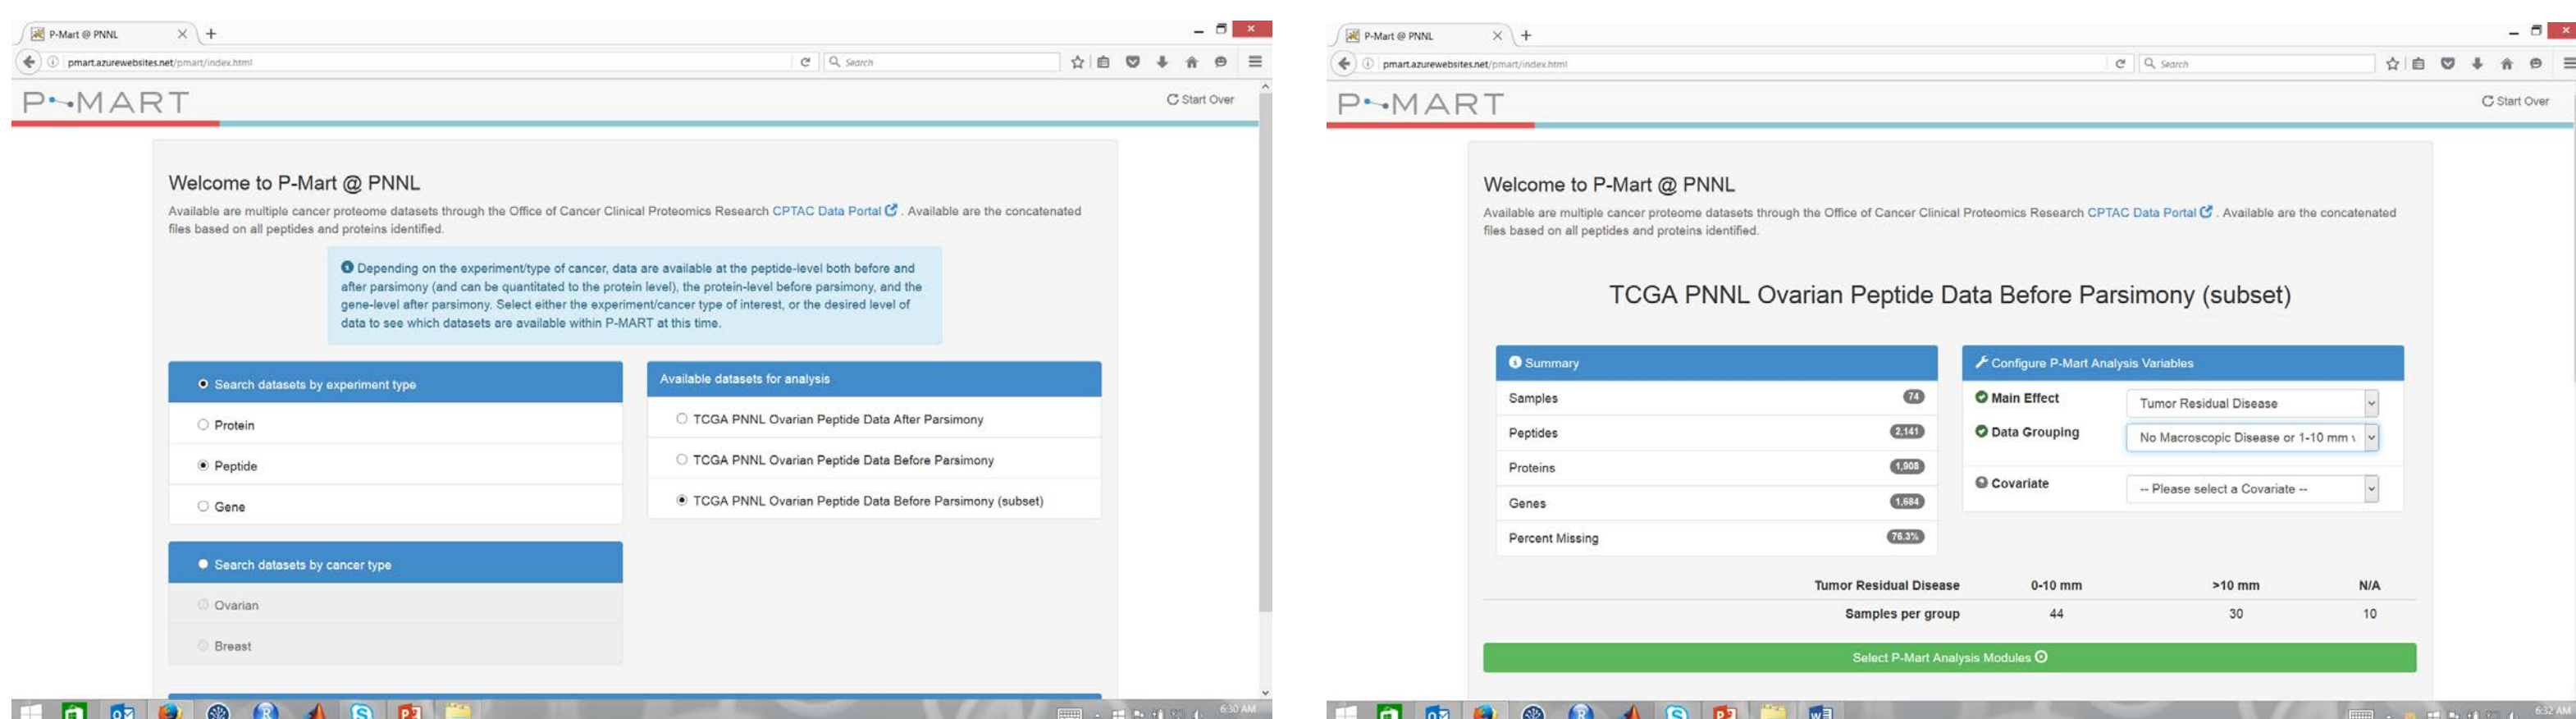 P-Mart @ PNNL
pmart.azurewebsites.net/pmart/index.html
Search
P MART
Start Over
Welcome to P-Mart @ PNNL
Available are multiple cancer proteome datasets through the Office of Cancer Clinical Proteomics Research CPTAC Data Portal . Available are the concatenated
files based on all peptides and proteins identified.
Depending on the experiment/type of cancer, data are available at the peptide-level both before and
after parsimony (and can be quantitated to the protein level), the protein-level before parsimony, and the
gene-level after parsimony. Select either the experiment/cancer type of interest, or the desired level of
data to see which datasets are available within P-MART at this time.
Search datasets by experiment type
Protein
Peptide
Gene
Available datasets for analysis
TCGA PNNL Ovarian Peptide Data After Parsimony
TCGA PNNL Ovarian Peptide Data Before Parsimony
TCGA PNNL Ovarian Peptide Data Before Parsimony (subset)
Search datasets by cancer type
Ovarian
Breast
6:30 AM
P-Mart @ PNNL
pmart.azurewebsites.net/pmart/index.html
Search
P MART
Start Over
Welcome to P-Mart @ PNNL
Available are multiple cancer proteome datasets through the Office of Cancer Clinical Proteomics Research CPTAC Data Portal . Available are the concatenated
files based on all peptides and proteins identified.
TCGA PNNL Ovarian Peptide Data Before Parsimony (subset)
Summary
Samples 74
Peptides 2,141
Proteins 1,908
Genes 1,684
Percent Missing 76.3%
Configure P-Mart Analysis Variables
Main Effect Tumor Residual Disease
Data Grouping No Macroscopic Disease or 1-10 mm v
Covariate -- Please select a Covariate --
Tumor Residual Disease 0-10 mm >10 mm N/A
Samples per group 44 30 10
Select P-Mart Analysis Modules
6:32 AM